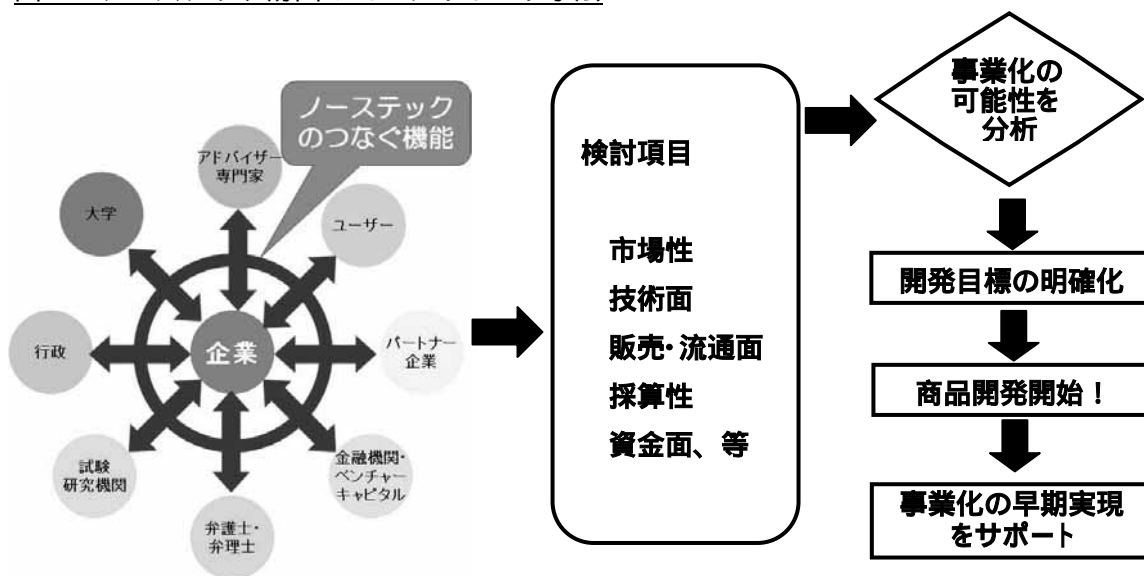 ノーステック
のつなぐ機能
アドバイザー
専門家
大学
ユーザー
行政
企業
パートナー
企業
試験
研究機関
金融機関・
ベンチャー
キャピタル
弁護士・
弁理士
検討項目
市場性
技術面
販売・流通面
採算性
資金面、等
事業化の
可能性を
分析
開発目標の明確化
商品開発開始！
事業化の早期実現
をサポート